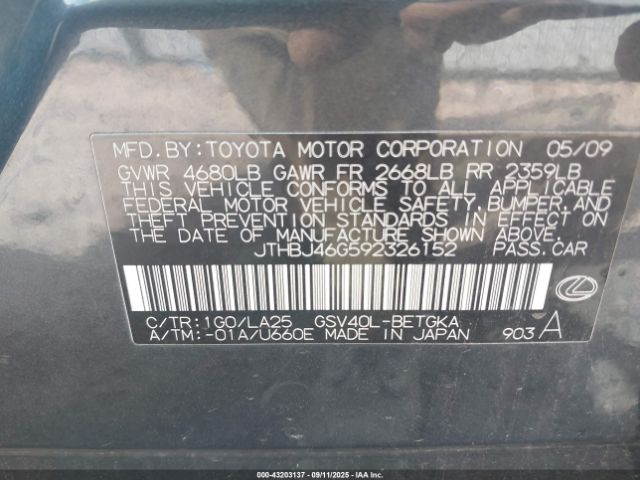 MFD.BY:TOYOTA MOTOR CORPORATION 05/09
GVWR 4680LB GAWR FR 2668LB RR 2359LB
THIS VEHICLE CONFORMS TO ALL APPLICABLE
FEDERAL MOTOR VEHICLE SAFETY,BUMPER,AND
THEFT PREVENTION STANDARDS IN EFFECT ON
THE DATE OF MANUFACTURE SHOWN ABOVE.
JTHBJ46G592326152 PASS.CAR
C/TR:1G0/LA25 GSV40L-BETGKA
A/TM:-01A/U660E MADE IN JAPAN 903 A
000-43203137 - 09/11/2025 - IAAI.COM